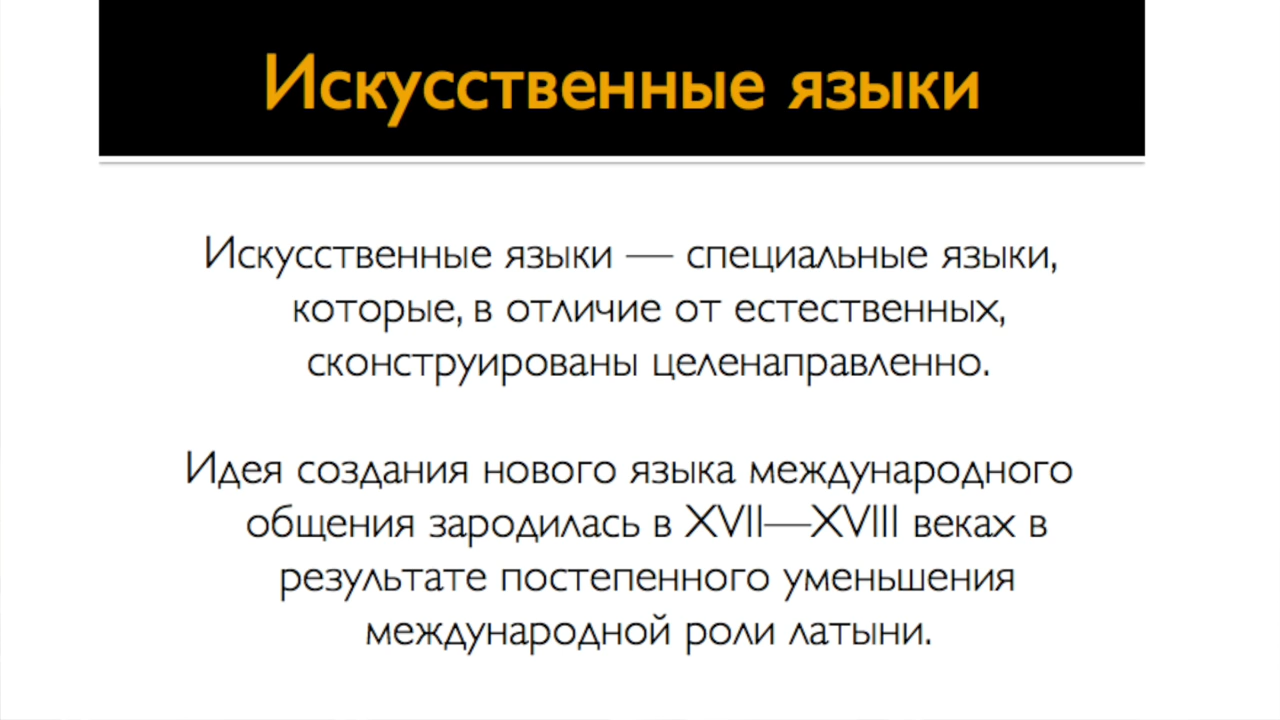 Искусственные языки
Искусственные языки — специальные языки,
которые, в отличие от естественных,
сконструированы целенаправленно.
Идея создания нового языка международного
общения зародилась в XVII—XVIII веках в
результате постепенного уменьшения
международной роли латыни.